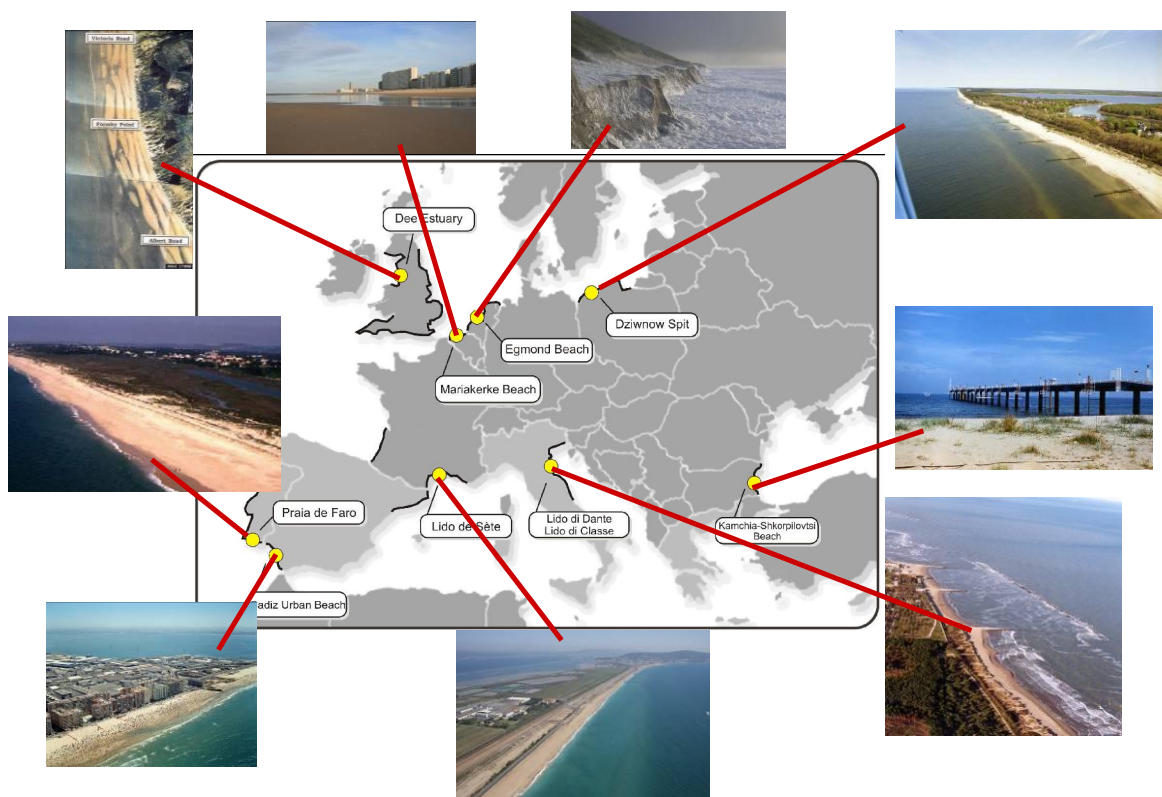 Victoria Road
Formby Point
Albert Road
Dee Estuary
Dziwnow Spit
Egmond Beach
Mariakerke Beach
Praia de Faro
Lido de Sète
Lido di Dante
Lido di Classe
Kamchia-Shkorpilovtsi
Beach
adiz Urban Beach